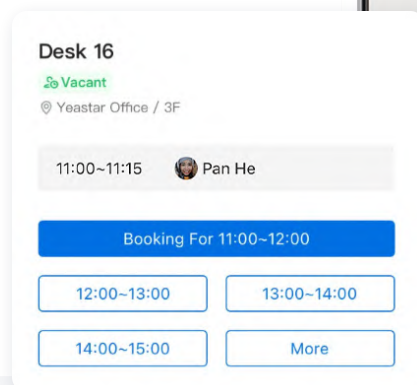 Desk 16
Vacant
Yeastar Office / 3F
11:00~11:15 Pan He
Booking For 11:00~12:00
12:00~13:00 13:00~14:00
14:00~15:00 More